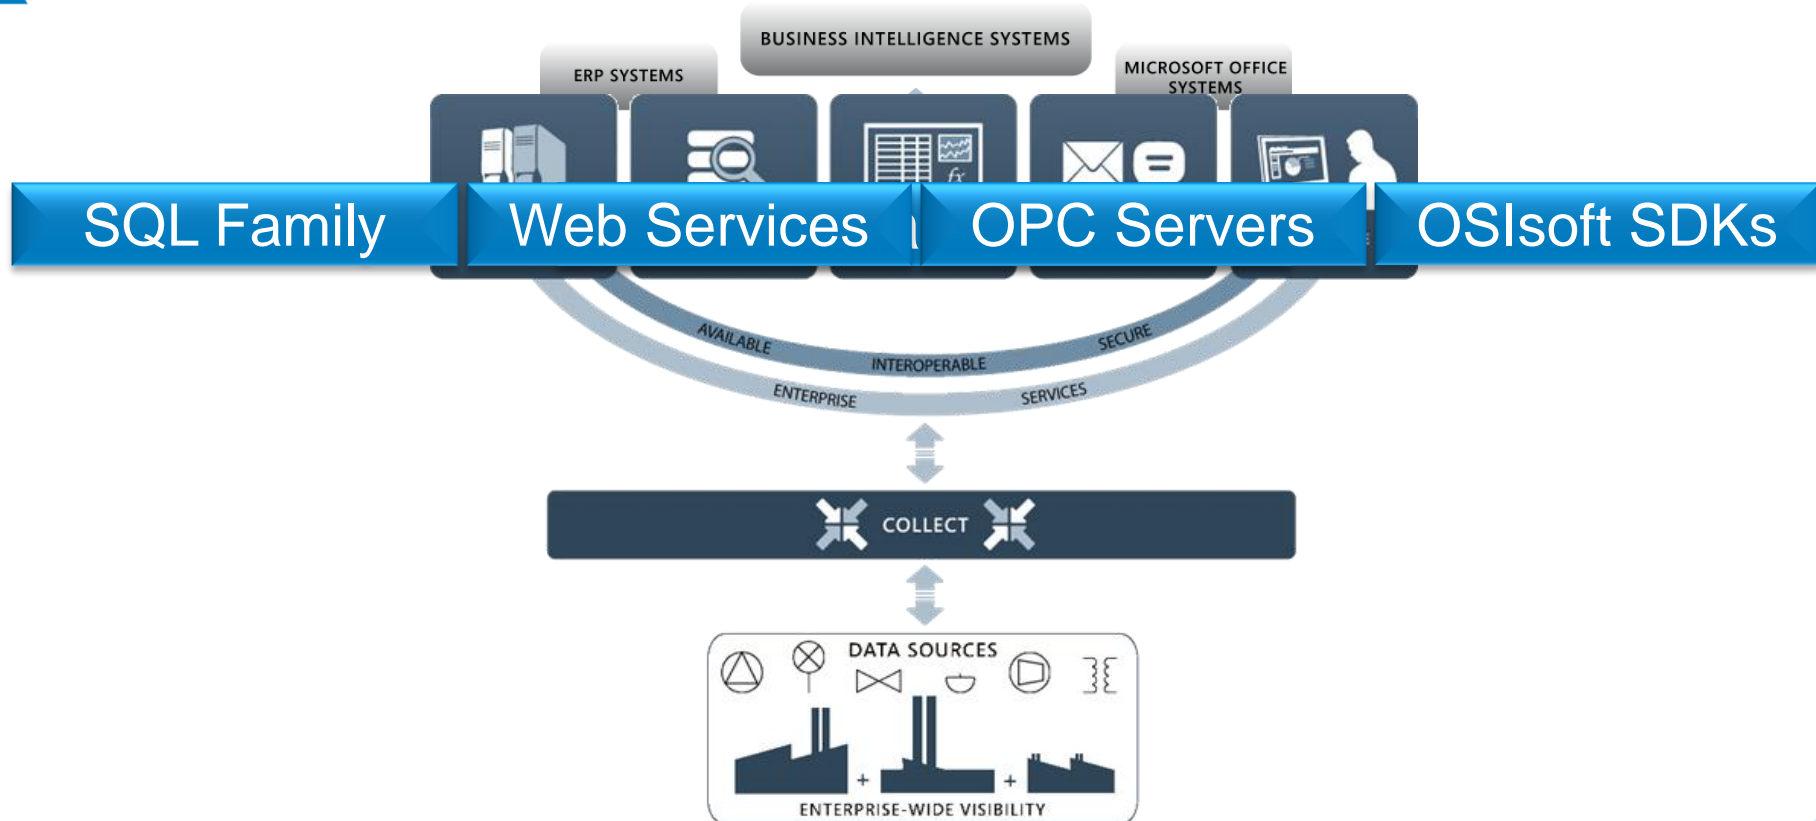 BUSINESS INTELLIGENCE SYSTEMS
ERP SYSTEMS
MICROSOFT OFFICE
SYSTEMS
fx
SQL Family
Web Services
OPC Servers
OSIsoft SDKs
AVAILABLE
INTEROPERABLE
SECURE
ENTERPRISE
SERVICES
COLLECT
DATA SOURCES
+
+
ENTERPRISE-WIDE VISIBILITY